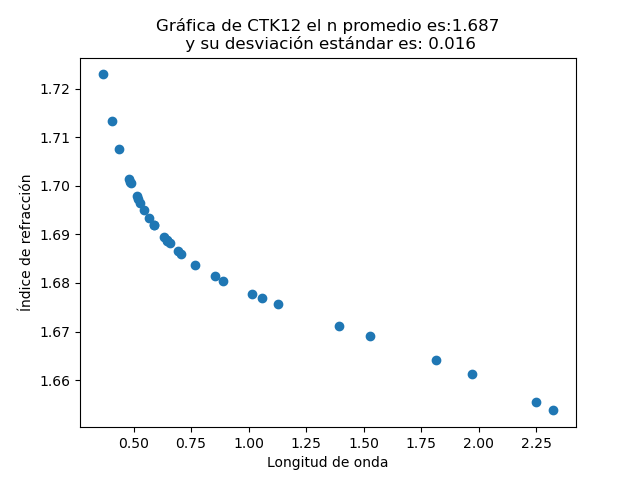 Gráfica de CTK12 el n promedio es:1.687
y su desviación estándar es: 0.016
1.72
1.71
1.70
1.69
1.68
1.67
1.66
Índice de refracción
0.50 0.75 1.00 1.25 1.50 1.75 2.00 2.25
Longitud de onda